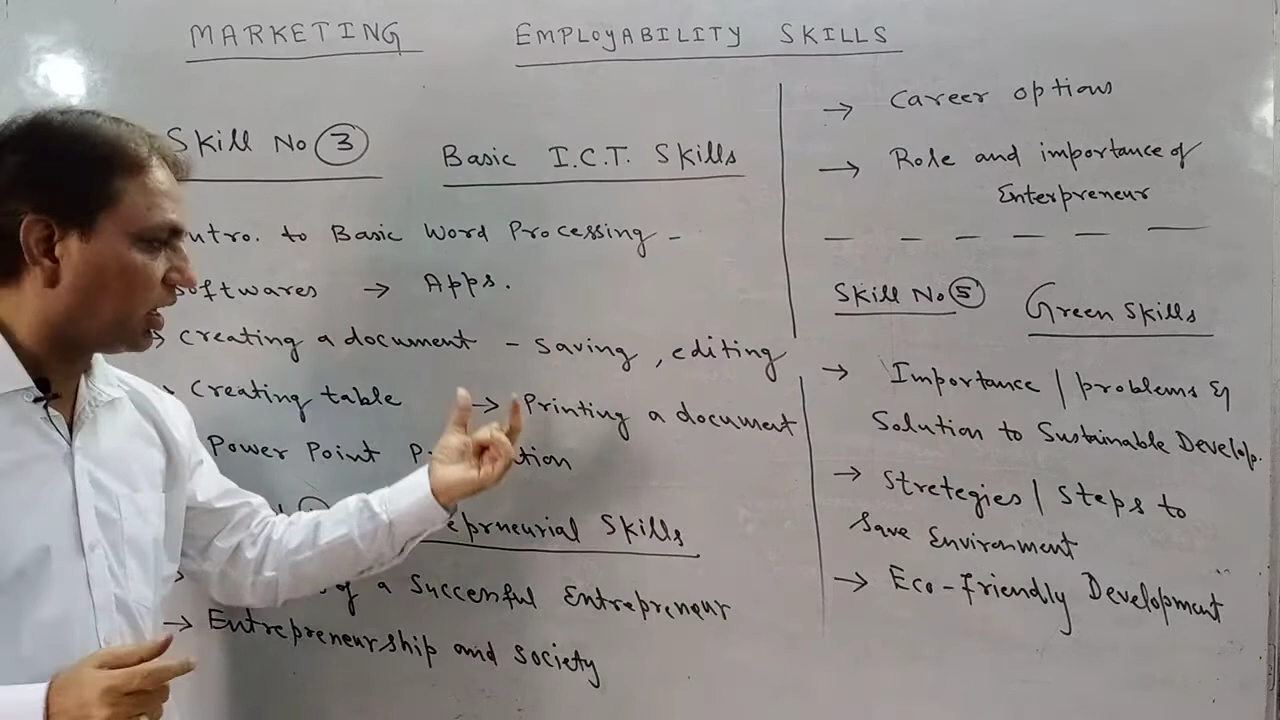 MARKETING EMPLOYABILITY SKILLS
Skill No 3 Basic I.C.T. Skills
ntro. to Basic Word Processing -
Softwares → Apps.
→ Creating a document - Saving, editing
Creating table → Printing a document
Power Point P tion
eprneurial Skills
of a Successful Entrepreneur
→ Entrepreneurship and Society
→ Career options
→ Role and importance of
Enterpreneur
Skill No 5 Green Skills
→ Importance / problems &
Solution to Sustainable Develop.
→ Stretegies / Steps to
Save Environment
→ Eco-friendly Development